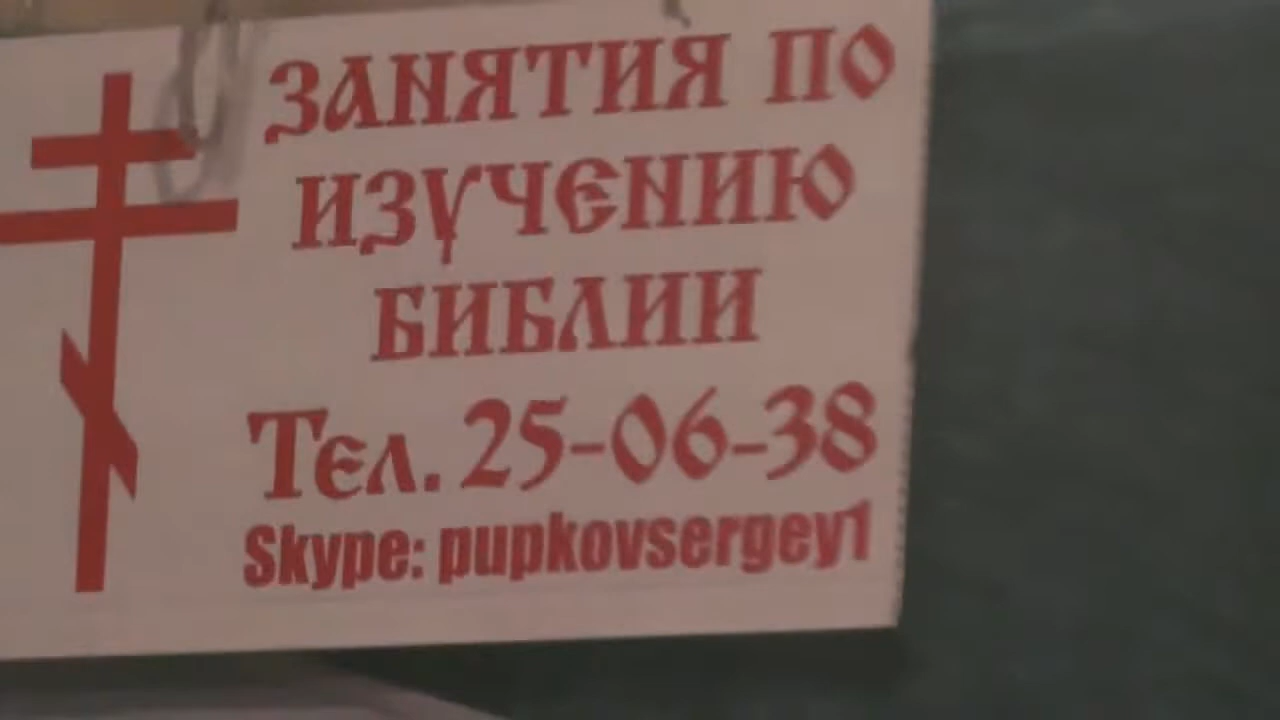 ЗАНЯТИЯ ПО
ИЗУЧЕНИЮ
БИБЛИИ
Тел. 25-06-38
Skype: pupkovsergey1